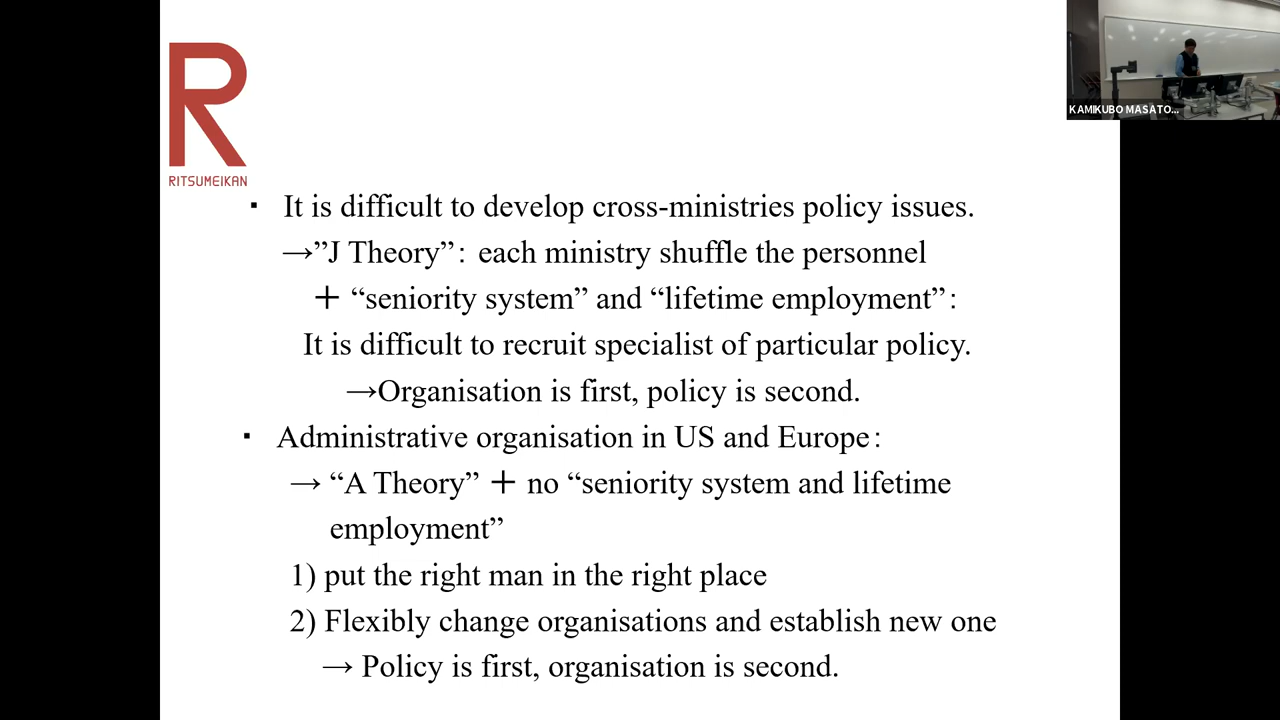 R
RITSUMEIKAN
KAMIKUBO MASATO...
▪ It is difficult to develop cross-ministries policy issues.
→”J Theory”: each ministry shuffle the personnel
＋ “seniority system” and “lifetime employment”:
It is difficult to recruit specialist of particular policy.
→Organisation is first, policy is second.
▪ Administrative organisation in US and Europe:
→ “A Theory” ＋ no “seniority system and lifetime
employment”
1) put the right man in the right place
2) Flexibly change organisations and establish new one
→ Policy is first, organisation is second.